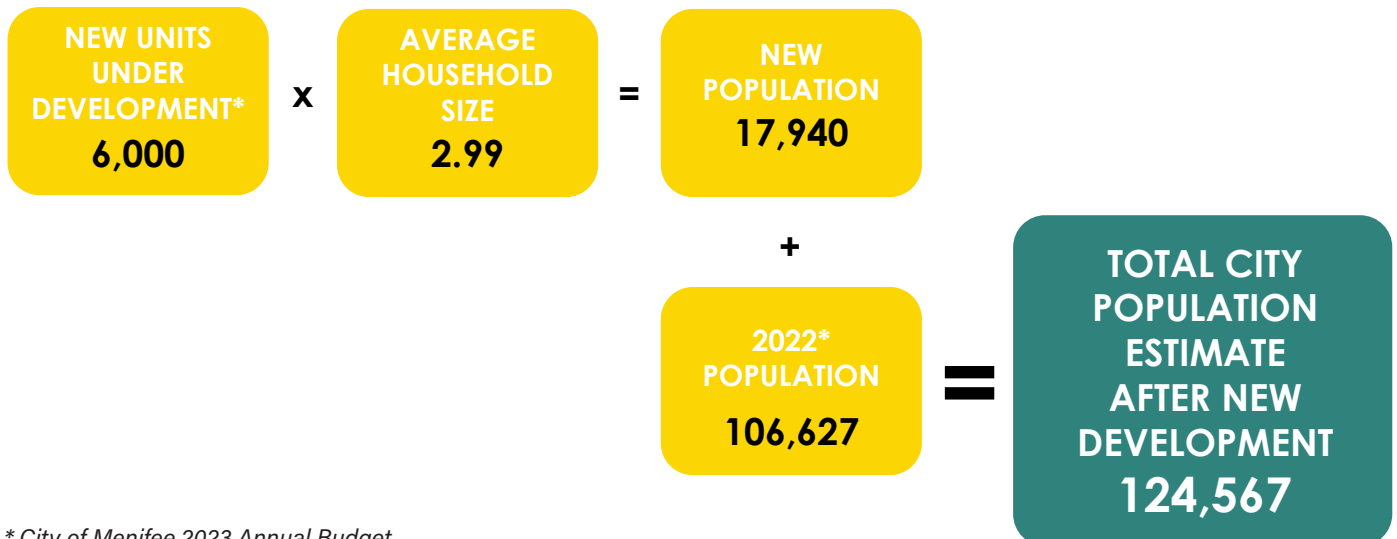 NEW UNITS
UNDER
DEVELOPMENT*
6,000
x
AVERAGE
HOUSEHOLD
SIZE
2.99
=
NEW
POPULATION
17,940
+
2022*
POPULATION
106,627
=
TOTAL CITY
POPULATION
ESTIMATE
AFTER NEW
DEVELOPMENT
124,567
* City of Menifee 2023 Annual Budget